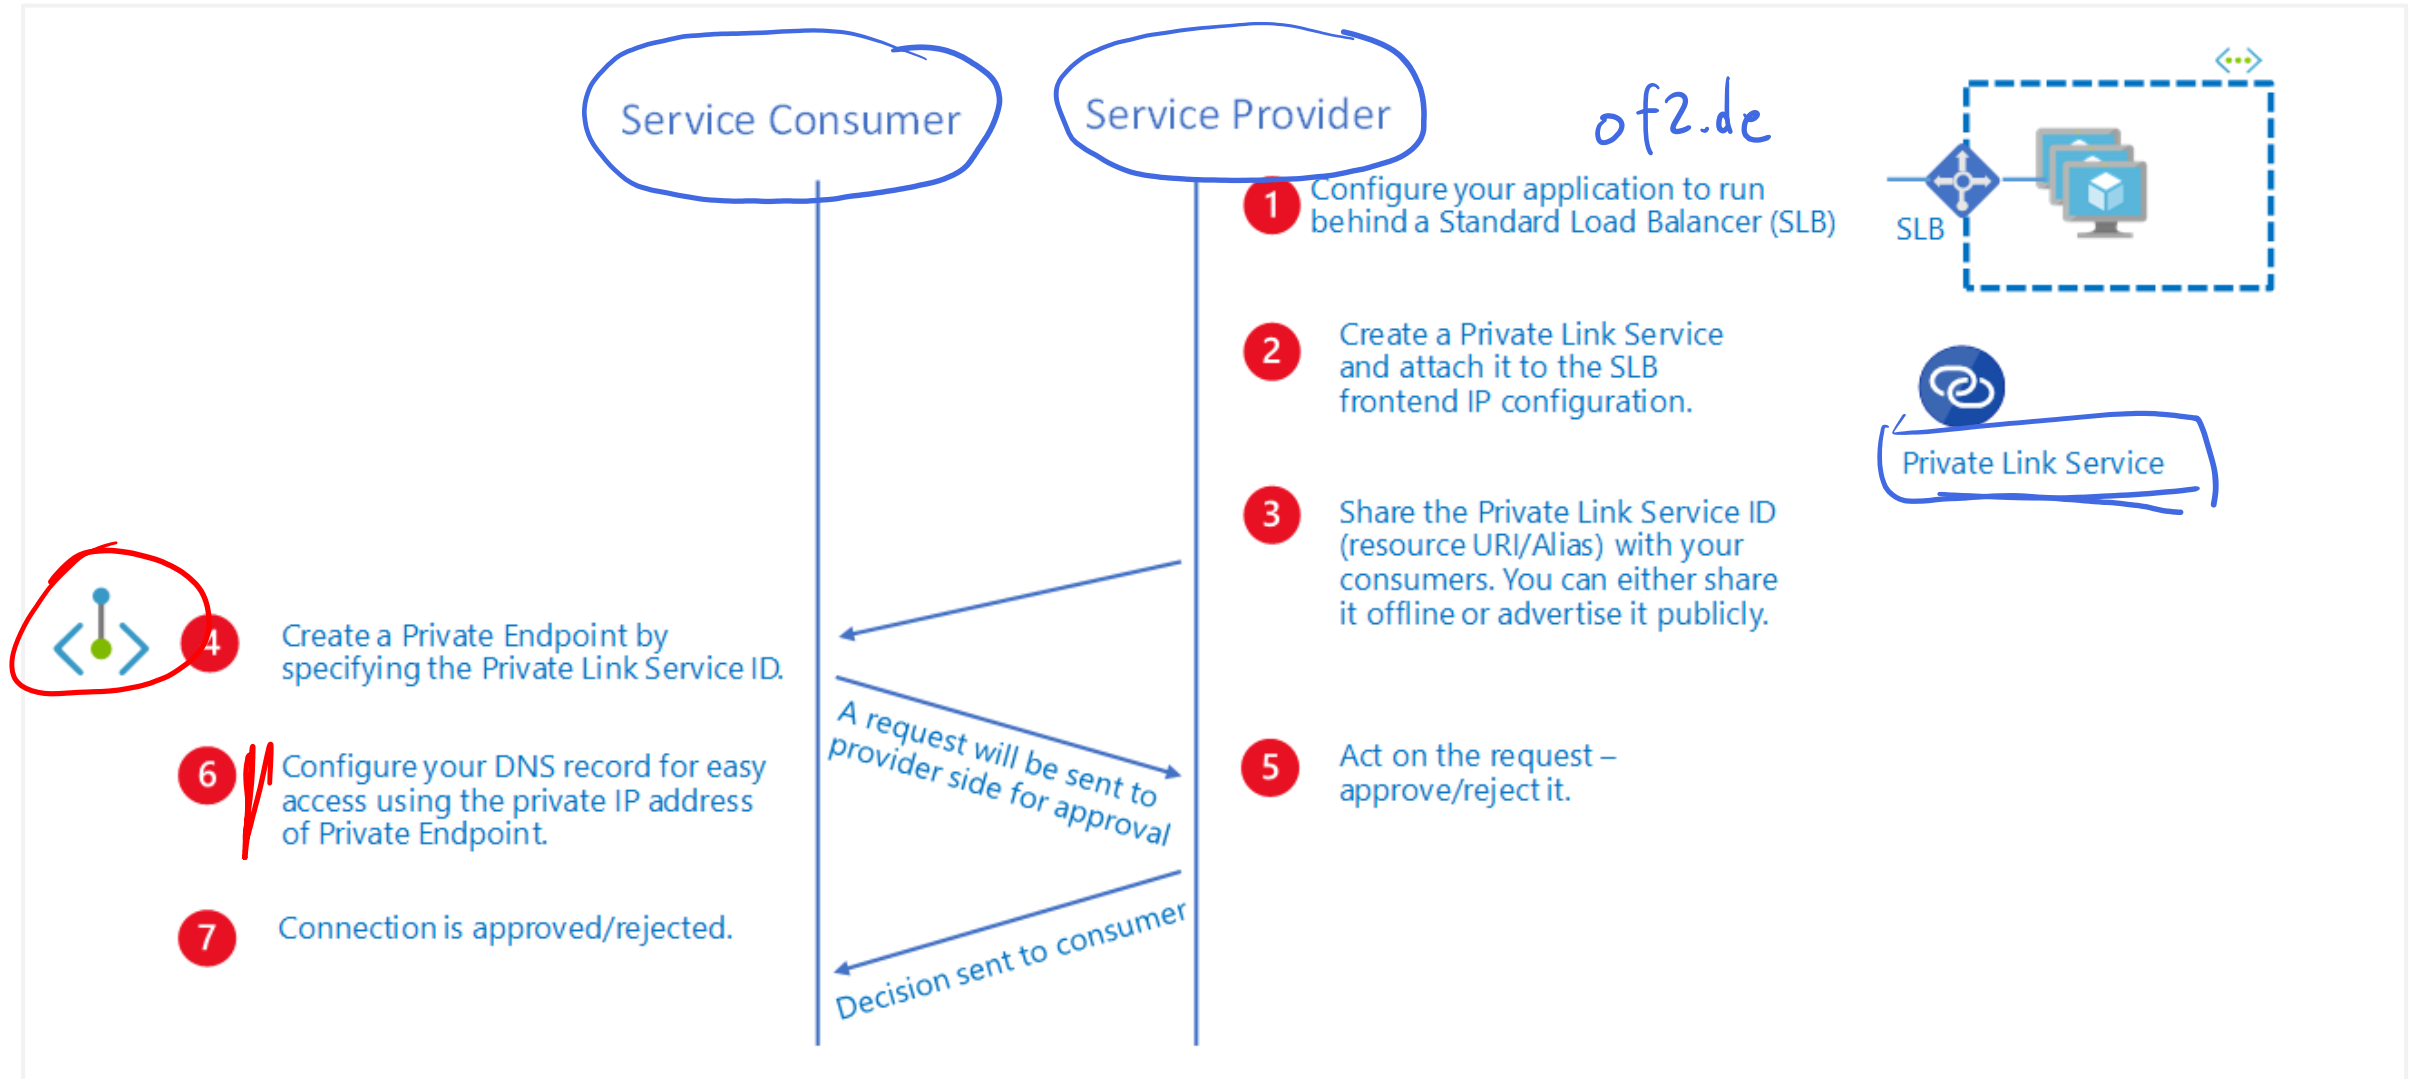 Service Consumer
Service Provider
of2.de
1
Configure your application to run
behind a Standard Load Balancer (SLB)
SLB
2
Create a Private Link Service
and attach it to the SLB
frontend IP configuration.
Private Link Service
3
Share the Private Link Service ID
(resource URI/Alias) with your
consumers. You can either share
it offline or advertise it publicly.
4
Create a Private Endpoint by
specifying the Private Link Service ID.
A request will be sent to
provider side for approval
5
Act on the request –
approve/reject it.
6
Configure your DNS record for easy
access using the private IP address
of Private Endpoint.
7
Connection is approved/rejected.
Decision sent to consumer